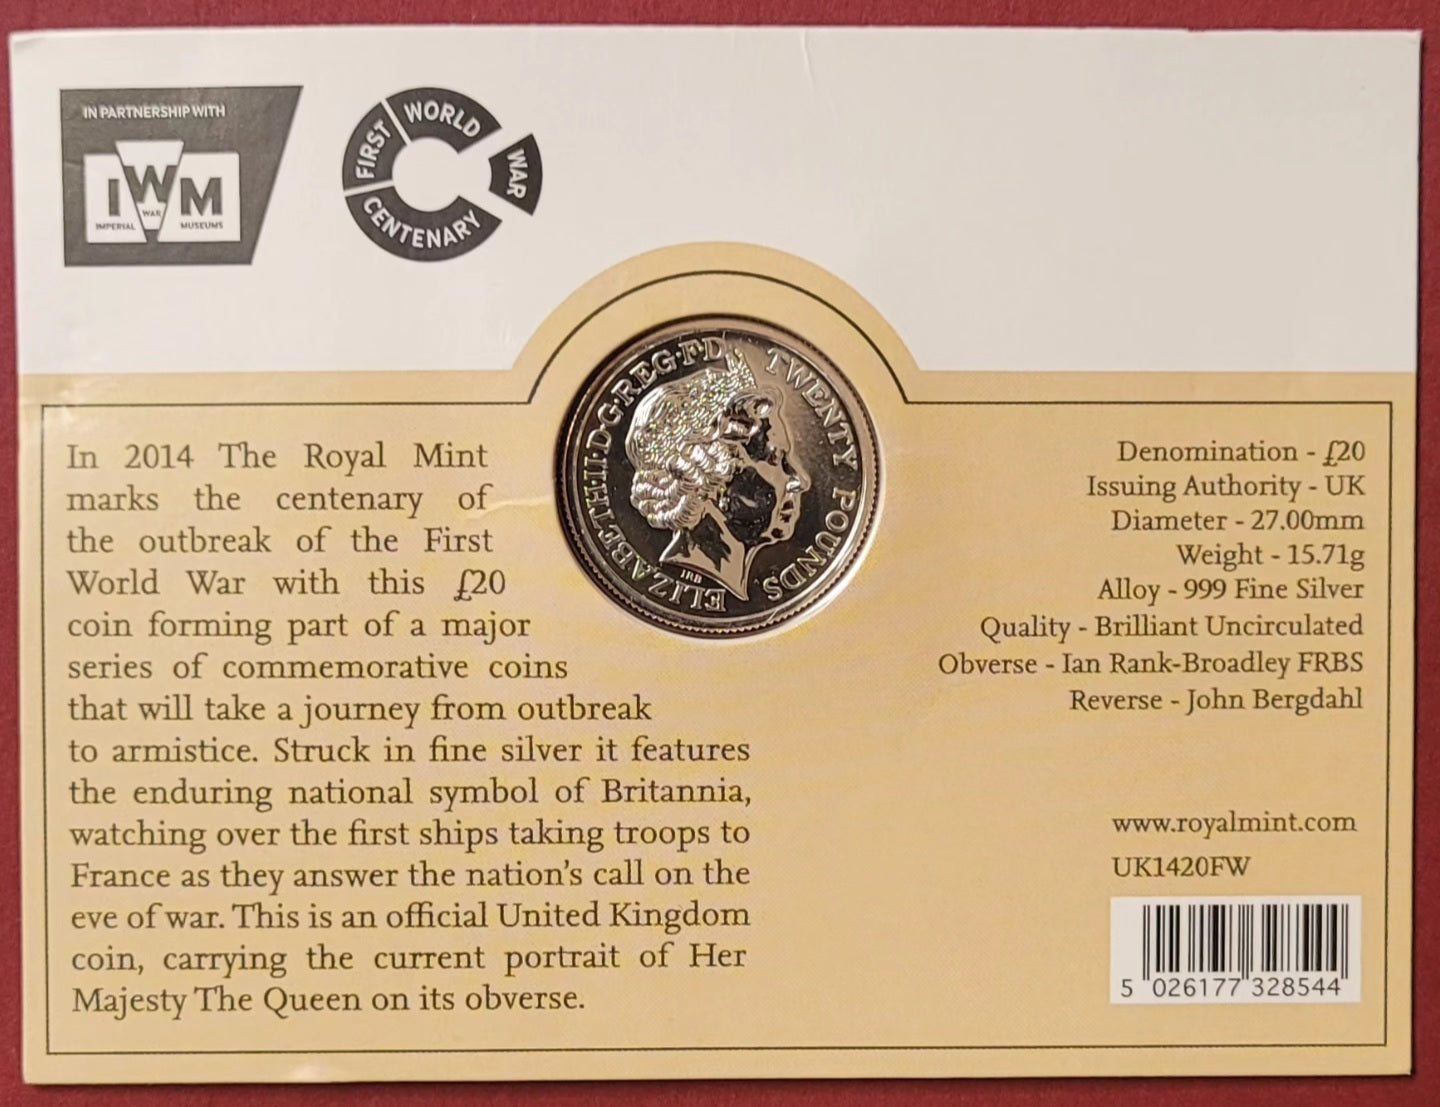 IN PARTNERSHIP WITH
IWM
IMPERIAL WAR MUSEUMS
FIRST WORLD WAR CENTENARY
ELIZABETH II·D·G·REG·F·D
TWENTY POUNDS
IRB
In 2014 The Royal Mint
marks the centenary of
the outbreak of the First
World War with this £20
coin forming part of a major
series of commemorative coins
that will take a journey from outbreak
to armistice. Struck in fine silver it features
the enduring national symbol of Britannia,
watching over the first ships taking troops to
France as they answer the nation's call on the
eve of war. This is an official United Kingdom
coin, carrying the current portrait of Her
Majesty The Queen on its obverse.
Denomination - £20
Issuing Authority - UK
Diameter - 27.00mm
Weight - 15.71g
Alloy - 999 Fine Silver
Quality - Brilliant Uncirculated
Obverse - Ian Rank-Broadley FRBS
Reverse - John Bergdahl
www.royalmint.com
UK1420FW
5 026177 328544